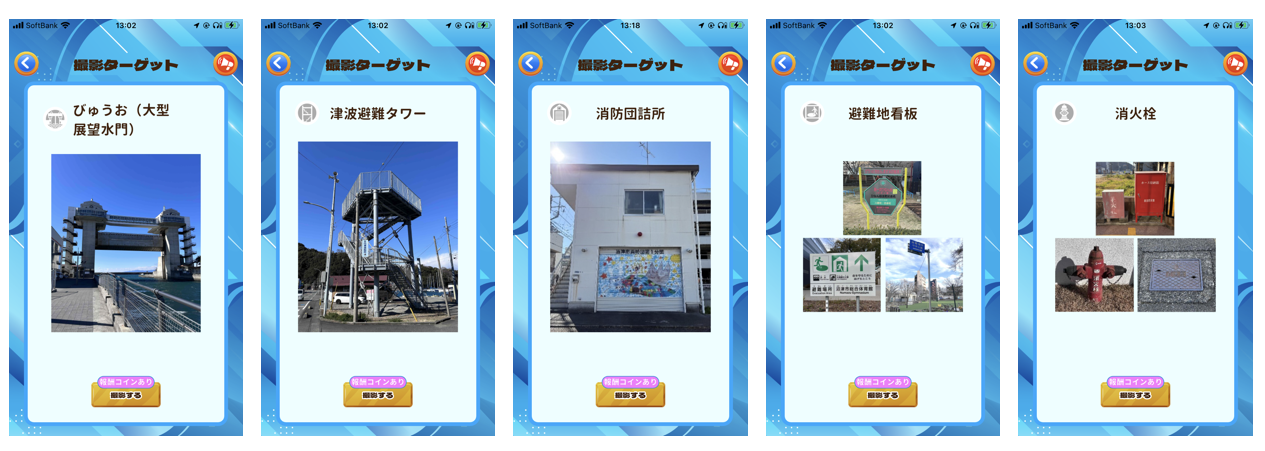 SoftBank 13:02
撮影ターゲット
びゅうお（大型
展望水門）
報酬コインあり
撮影する
SoftBank 13:02
撮影ターゲット
津波避難タワー
報酬コインあり
撮影する
SoftBank 13:18
撮影ターゲット
消防団詰所
報酬コインあり
撮影する
SoftBank 13:02
撮影ターゲット
避難地看板
報酬コインあり
撮影する
SoftBank 13:03
撮影ターゲット
消火栓
報酬コインあり
撮影する